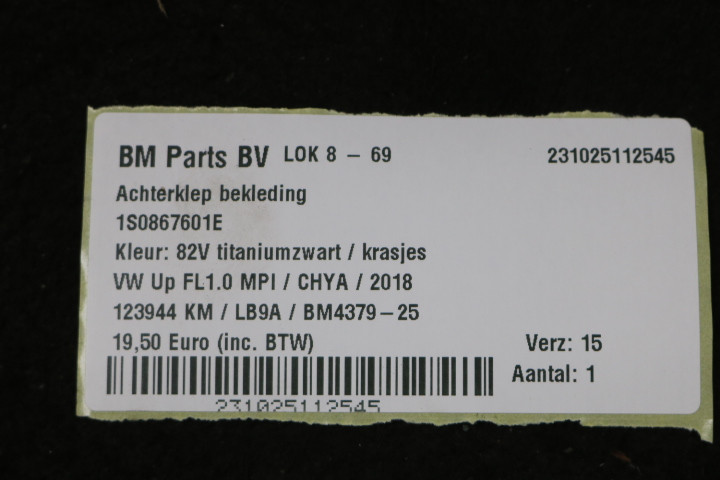 BM Parts BV LOK 8 - 69 231025112545
Achterklep bekleding
1S0867601E
Kleur: 82V titaniumzwart / krasjes
VW Up FL1.0 MPI / CHYA / 2018
123944 KM / LB9A / BM4379-25
19,50 Euro (inc. BTW) Verz: 15
Aantal: 1
231025112545